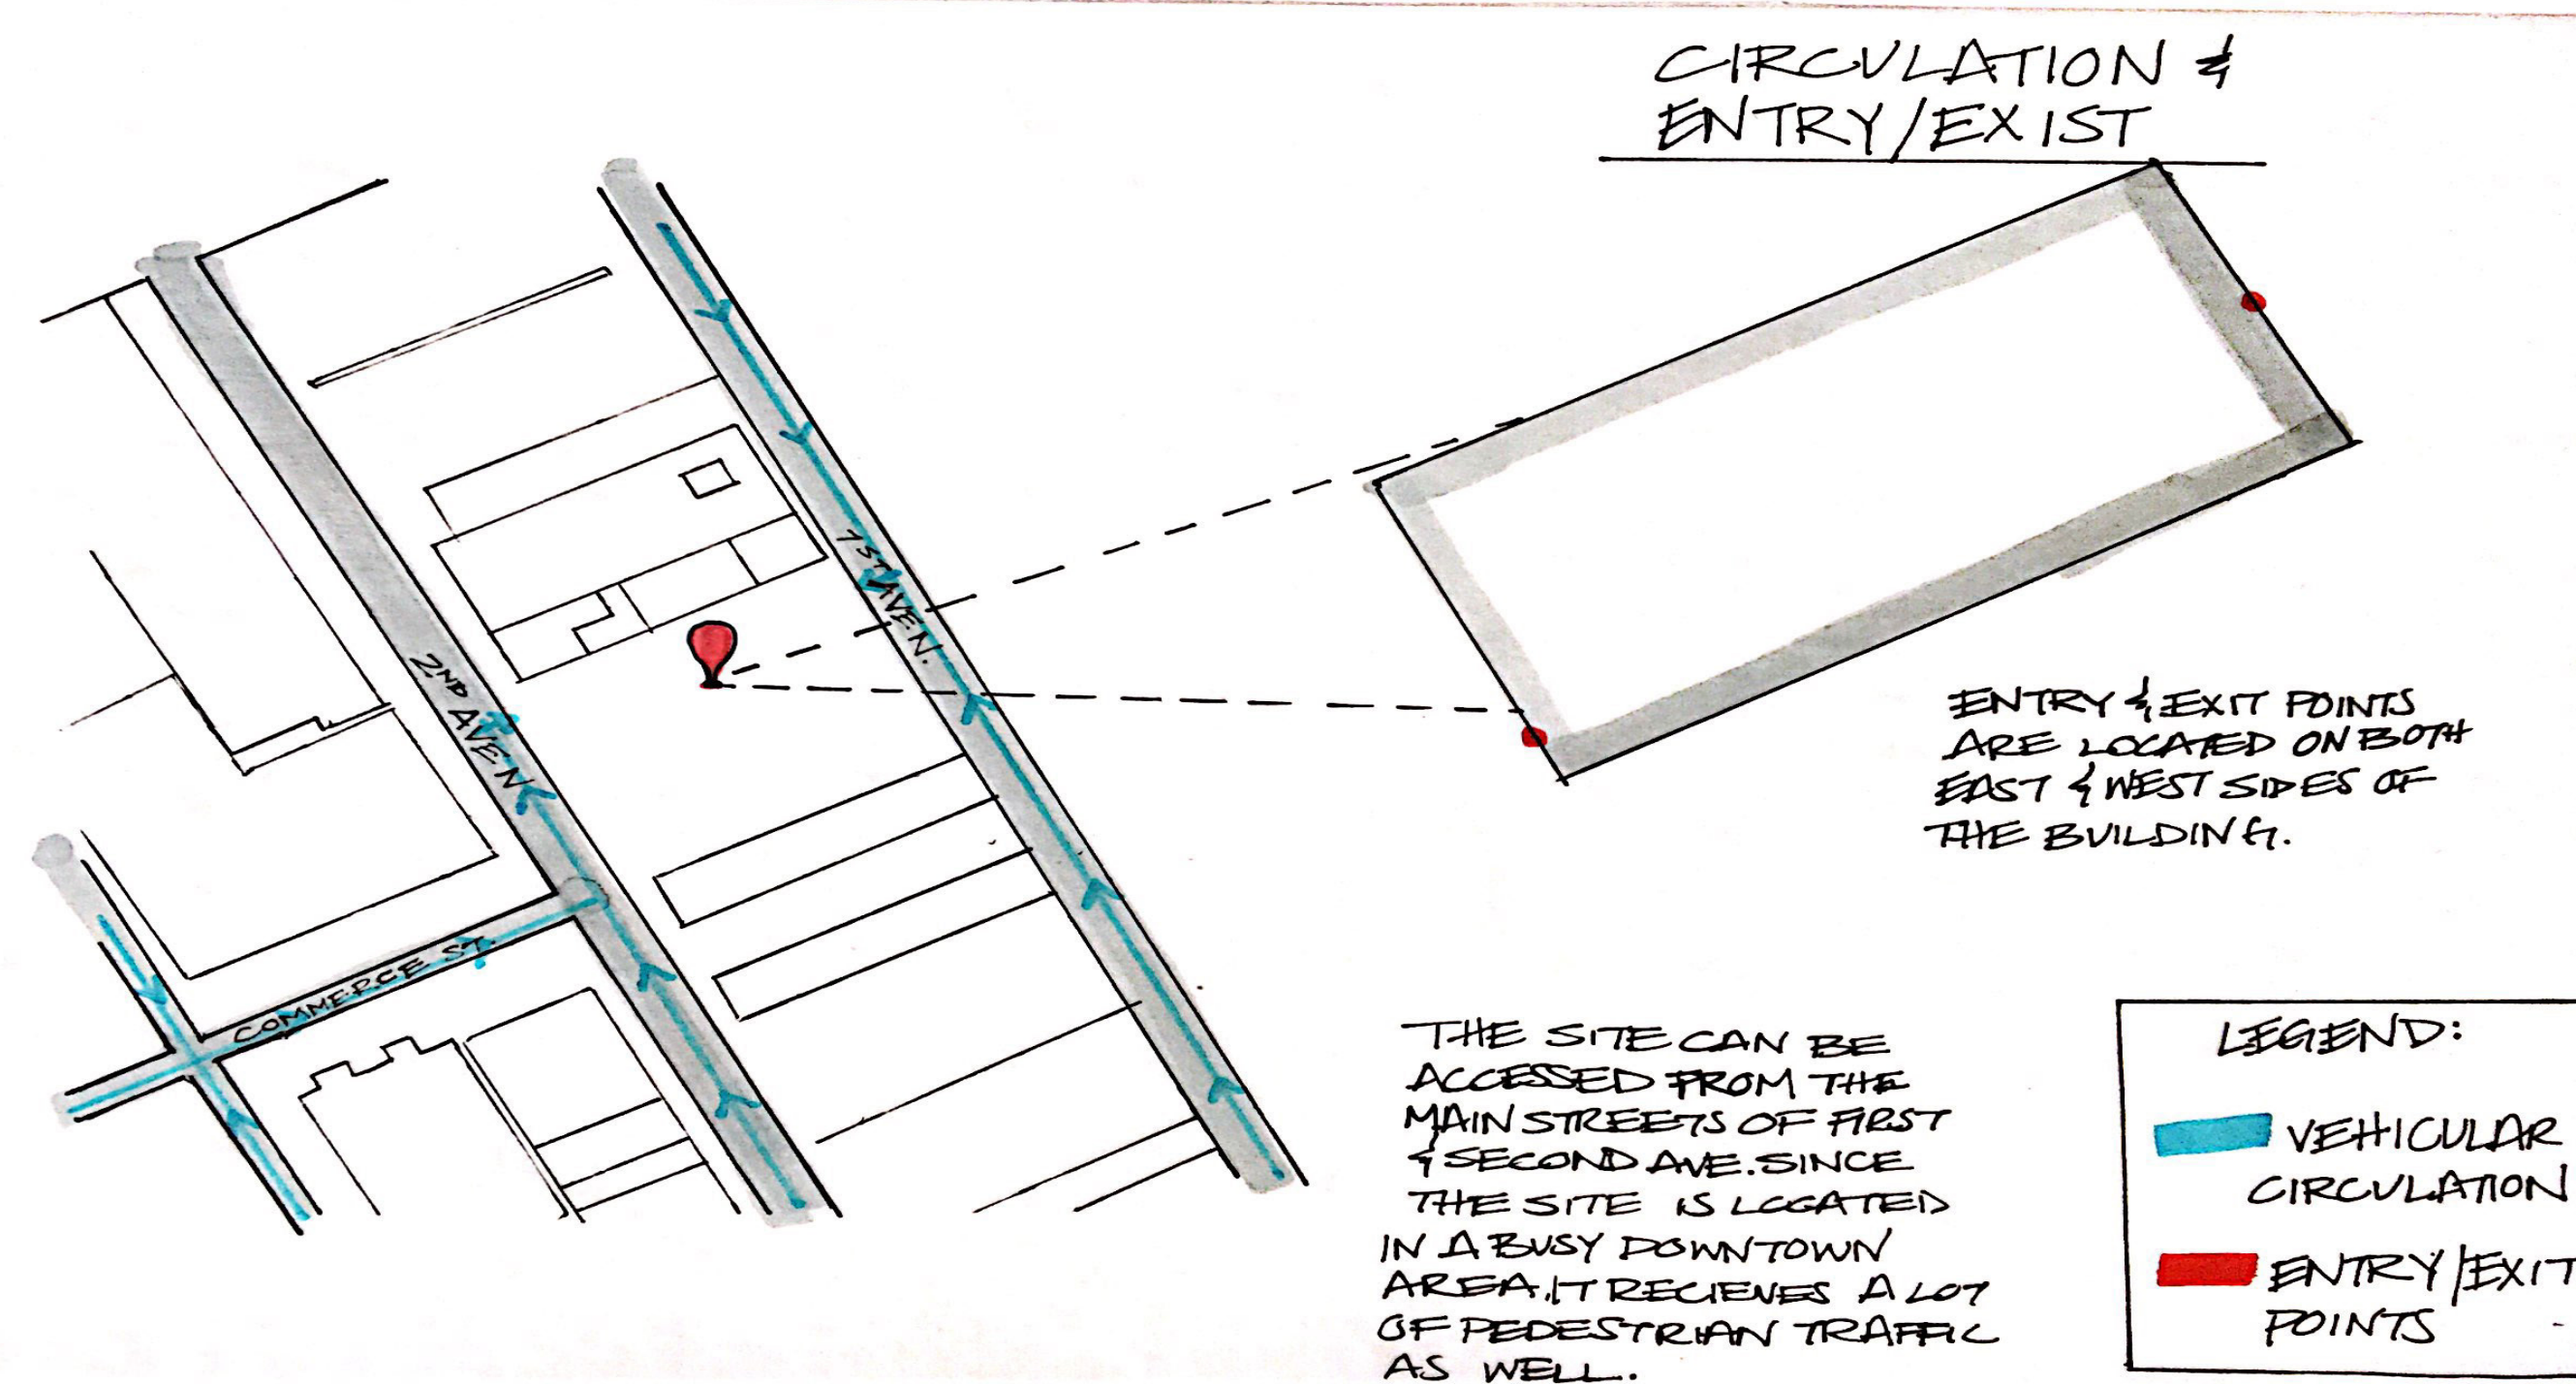 CIRCULATION &
ENTRY/EXIST
1ST AVE N.
2ND AVE N
COMMERCE ST.
ENTRY & EXIT POINTS
ARE LOCATED ON BOTH
EAST & WEST SIDES OF
THE BUILDING.
THE SITE CAN BE
ACCESSED FROM THE
MAIN STREETS OF FIRST
& SECOND AVE. SINCE
THE SITE IS LOCATED
IN A BUSY DOWNTOWN
AREA, IT RECIEVES A LOT
OF PEDESTRIAN TRAFFIC
AS WELL.
LEGEND:
VEHICULAR
CIRCULATION
ENTRY/EXIT
POINTS